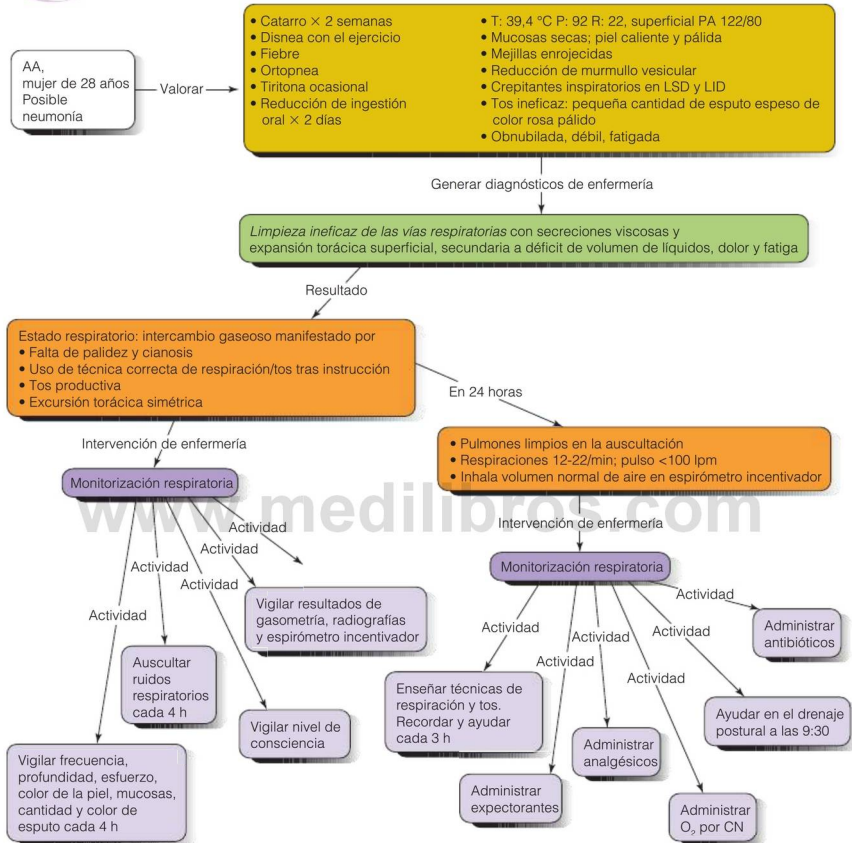 AA,
mujer de 28 años
Posible
neumonía
Valorar
• Catarro × 2 semanas
• Disnea con el ejercicio
• Fiebre
• Ortopnea
• Tiritona ocasional
• Reducción de ingestión
oral × 2 días
• T: 39,4 °C P: 92 R: 22, superficial PA 122/80
• Mucosas secas; piel caliente y pálida
• Mejillas enrojecidas
• Reducción de murmullo vesicular
• Crepitantes inspiratorios en LSD y LID
• Tos ineficaz: pequeña cantidad de esputo espeso de
color rosa pálido
• Obnubilada, débil, fatigada
Generar diagnósticos de enfermería
Limpieza ineficaz de las vías respiratorias con secreciones viscosas y
expansión torácica superficial, secundaria a déficit de volumen de líquidos, dolor y fatiga
Resultado
Estado respiratorio: intercambio gaseoso manifestado por
• Falta de palidez y cianosis
• Uso de técnica correcta de respiración/tos tras instrucción
• Tos productiva
• Excursión torácica simétrica
En 24 horas
• Pulmones limpios en la auscultación
• Respiraciones 12-22/min; pulso <100 lpm
• Inhala volumen normal de aire en espirómetro incentivador
Intervención de enfermería
Monitorización respiratoria
www.medilibros.com
Actividad
Actividad
Actividad
Actividad
Actividad
Vigilar resultados de
gasometría, radiografías
y espirómetro incentivador
Auscultar
ruidos
respiratorios
cada 4 h
Vigilar nivel de
consciencia
Vigilar frecuencia,
profundidad, esfuerzo,
color de la piel, mucosas,
cantidad y color de
esputo cada 4 h
Intervención de enfermería
Monitorización respiratoria
Actividad
Actividad
Actividad
Actividad
Actividad
Actividad
Administrar
antibióticos
Enseñar técnicas de
respiración y tos.
Recordar y ayudar
cada 3 h
Ayudar en el drenaje
postural a las 9:30
Administrar
analgésicos
Administrar
expectorantes
Administrar
O₂ por CN